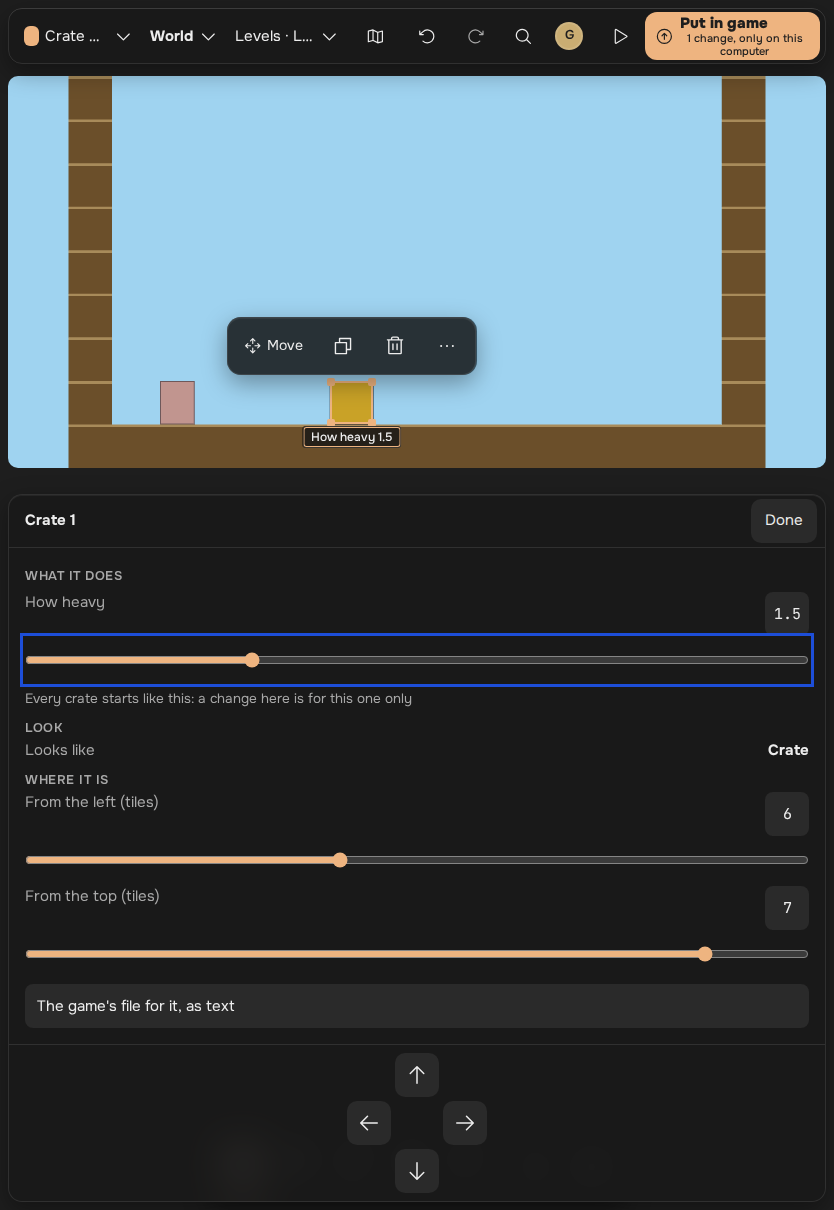 Crate ...
World
Levels · L...
G
Put in game
1 change, only on this
computer
Move
How heavy 1.5
Crate 1
Done
WHAT IT DOES
How heavy
1.5
Every crate starts like this: a change here is for this one only
LOOK
Looks like
Crate
WHERE IT IS
From the left (tiles)
6
From the top (tiles)
7
The game's file for it, as text